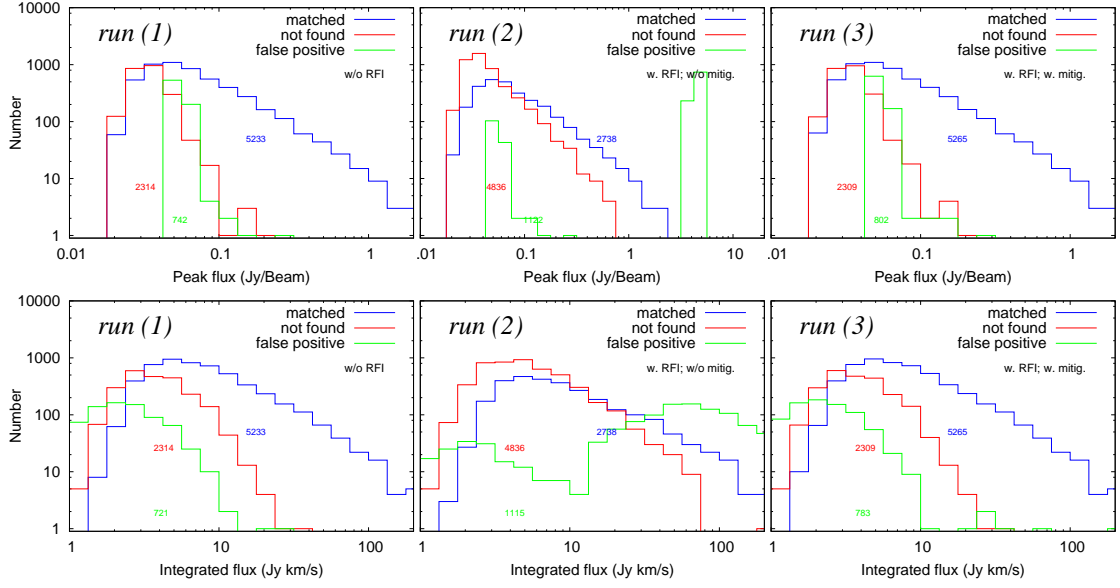 10000
1000
100
10
1
Number
run (1)
matched
not found
false positive
w/o RFI
5233
2314
742
0.01
0.1
1
Peak flux (Jy/Beam)
run (2)
matched
not found
false positive
w. RFI; w/o mitig.
2738
4836
1122
0.01
0.1
1
10
Peak flux (Jy/Beam)
run (3)
matched
not found
false positive
w. RFI; w. mitig.
5265
2309
802
0.01
0.1
1
Peak flux (Jy/Beam)
10000
1000
100
10
1
Number
run (1)
matched
not found
false positive
w/o RFI
5233
2314
721
1
10
100
Integrated flux (Jy km/s)
run (2)
matched
not found
false positive
w. RFI; w/o mitig.
2738
4836
1115
1
10
100
Integrated flux (Jy km/s)
run (3)
matched
not found
false positive
w. RFI; w. mitig.
5265
2309
783
1
10
100
Integrated flux (Jy km/s)